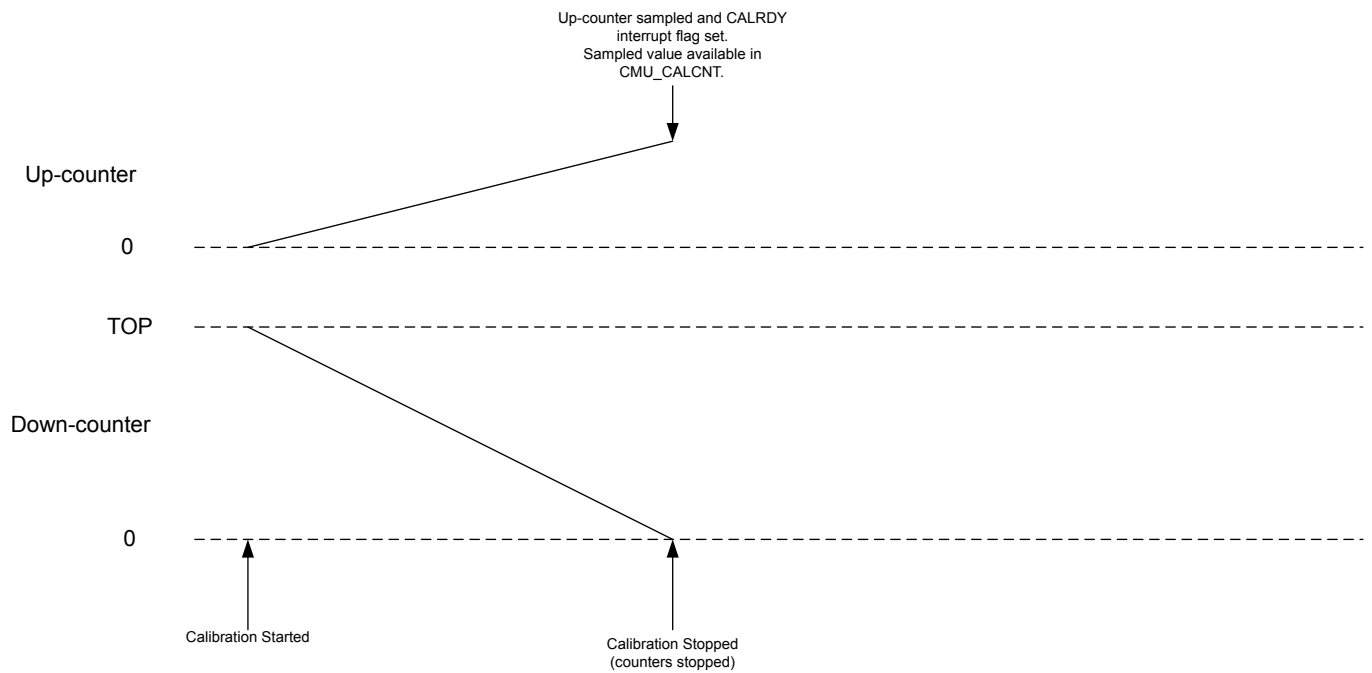 Up-counter sampled and CALRDY
interrupt flag set.
Sampled value available in
CMU_CALCNT.
Up-counter
0
TOP
Down-counter
0
Calibration Started
Calibration Stopped
(counters stopped)